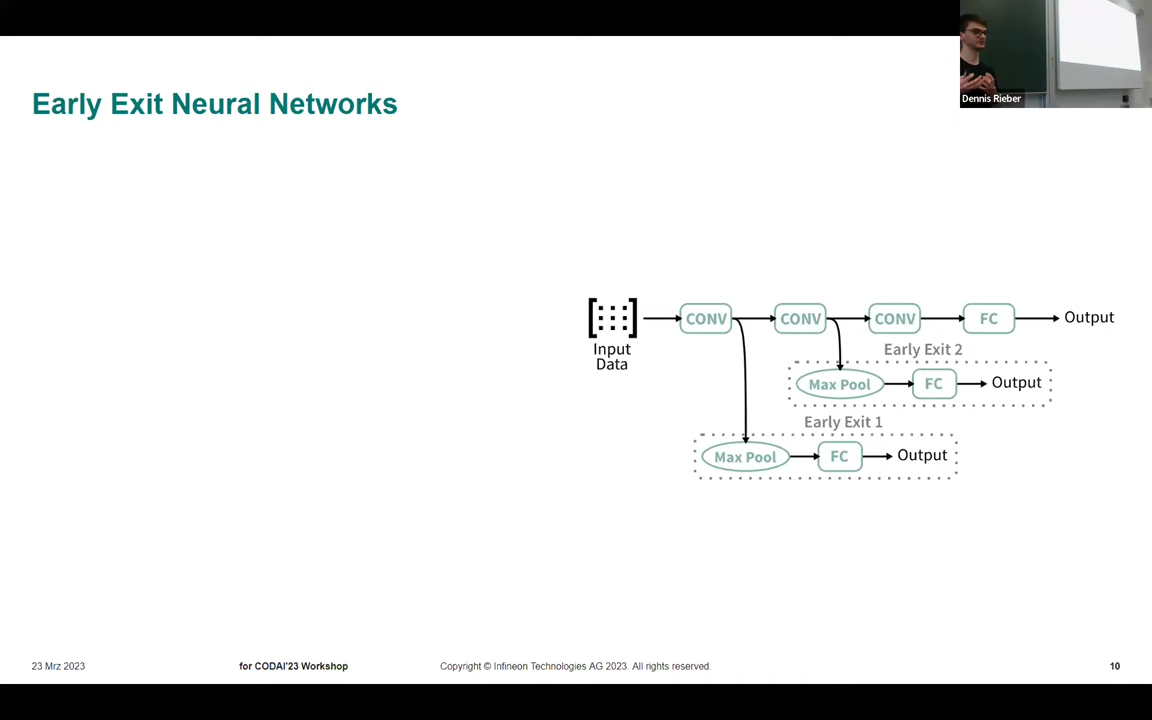 Dennis Rieber
Early Exit Neural Networks
CONV
CONV
CONV
FC
Output
Input
Data
Early Exit 2
Max Pool
FC
Output
Early Exit 1
Max Pool
FC
Output
23 Mrz 2023
for CODAI'23 Workshop
Copyright © Infineon Technologies AG 2023. All rights reserved.
10